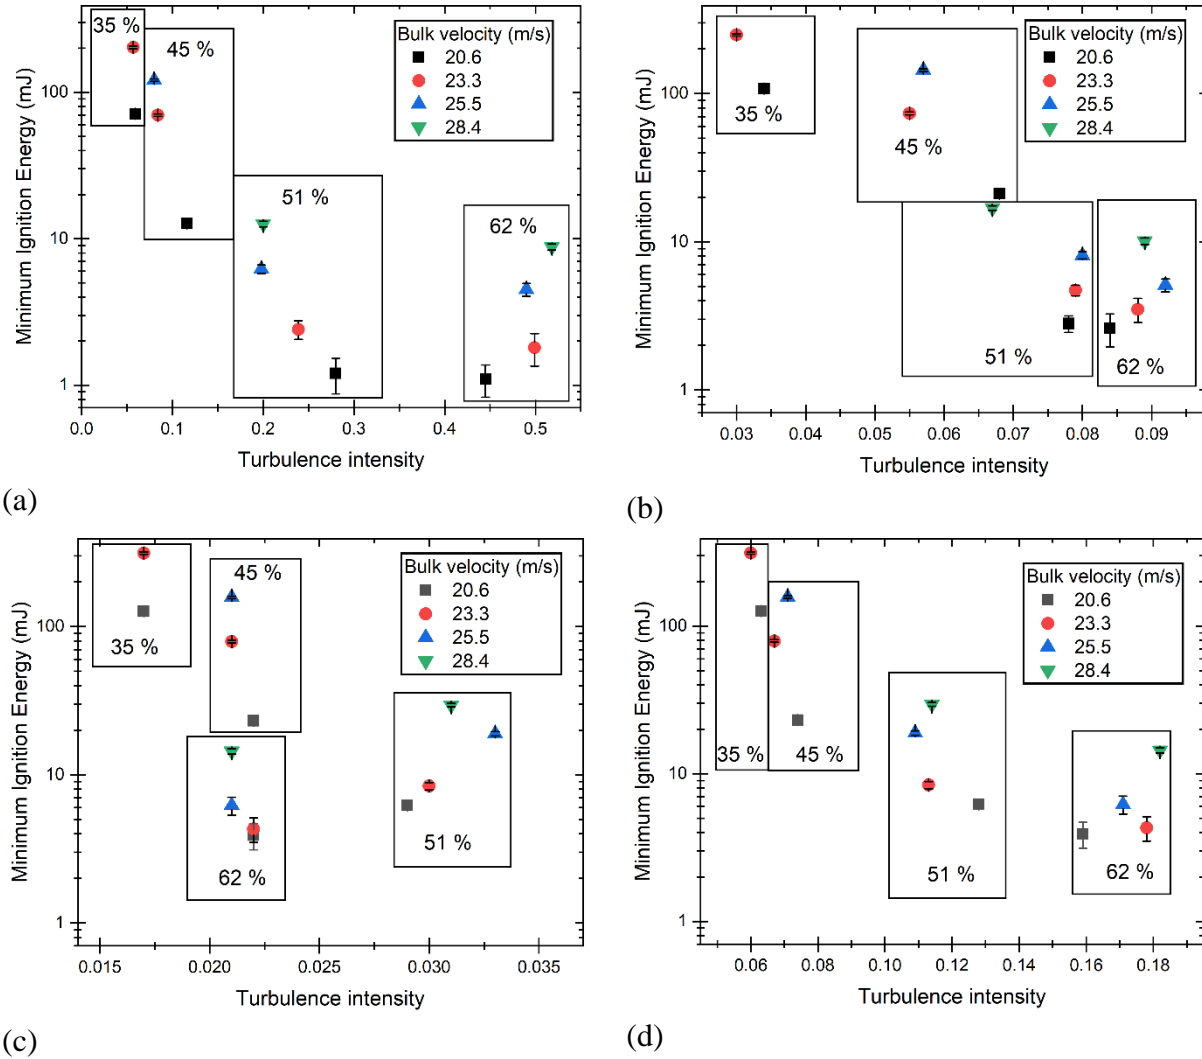 35 %
45 %
Bulk velocity (m/s)
20.6
23.3
25.5
28.4
51 %
62 %
100
10
1
Minimum Ignition Energy (mJ)
0.0 0.1 0.2 0.3 0.4 0.5
Turbulence intensity
(a)
35 %
45 %
Bulk velocity (m/s)
20.6
23.3
25.5
28.4
51 %
62 %
100
10
1
Minimum Ignition Energy (mJ)
0.03 0.04 0.05 0.06 0.07 0.08 0.09
Turbulence intensity
(b)
35 %
45 %
Bulk velocity (m/s)
20.6
23.3
25.5
28.4
62 %
51 %
100
10
1
Minimum Ignition Energy (mJ)
0.015 0.020 0.025 0.030 0.035
Turbulence intensity
(c)
Bulk velocity (m/s)
20.6
23.3
25.5
28.4
35 %
45 %
51 %
62 %
100
10
1
Minimum Ignition Energy (mJ)
0.06 0.08 0.10 0.12 0.14 0.16 0.18
Turbulence intensity
(d)